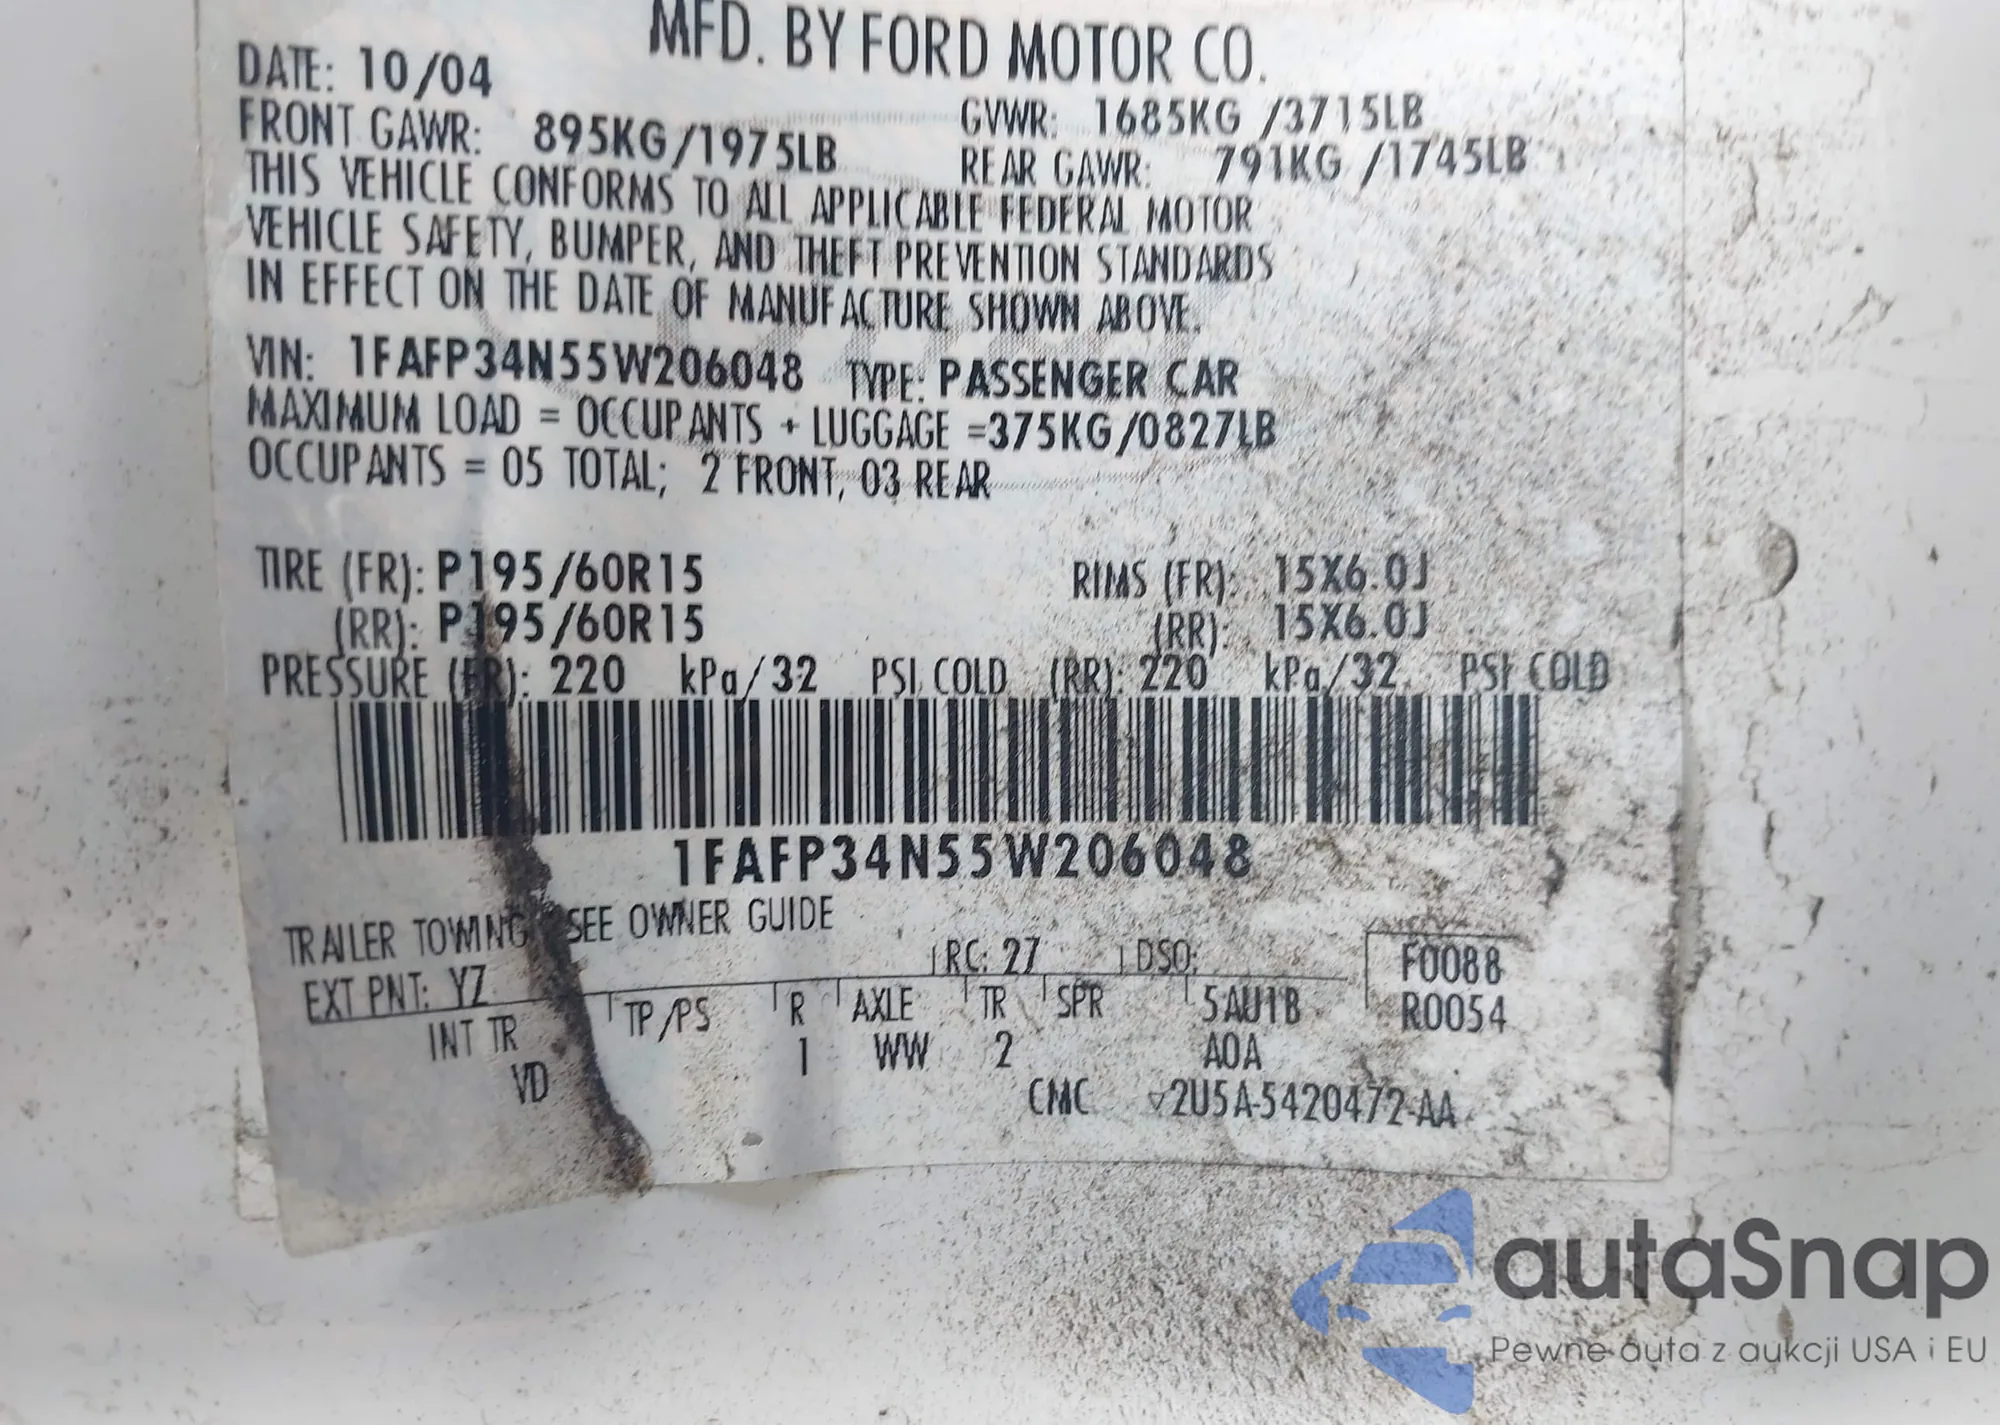 MFD. BY FORD MOTOR CO.
DATE: 10/04
GVWR: 1685KG /3715LB
FRONT GAWR: 895KG/1975LB
REAR GAWR: 791KG /1745LB
THIS VEHICLE CONFORMS TO ALL APPLICABLE FEDERAL MOTOR
VEHICLE SAFETY, BUMPER, AND THEFT PREVENTION STANDARDS
IN EFFECT ON THE DATE OF MANUFACTURE SHOWN ABOVE.
VIN: 1FAFP34N55W206048 TYPE: PASSENGER CAR
MAXIMUM LOAD = OCCUPANTS + LUGGAGE =375KG/0827LB
OCCUPANTS = 05 TOTAL; 2 FRONT, 03 REAR
TIRE (FR): P195/60R15 RIMS (FR): 15X6.0J
(RR): P195/60R15 (RR): 15X6.0J
PRESSURE (FR): 220 kPa/32 PSI COLD (RR): 220 kPa/32 PSI COLD
1FAFP34N55W206048
TRAILER TOWING SEE OWNER GUIDE
EXT PNT: YZ RC: 27 DSO: F0088
INT TR TP/PS R AXLE TR SPR 5AU1B R0054
VD 1 WW 2 A0A
CMC ▽2U5A-5420472-AA
autaSnap
Pewne auta z aukcji USA i EU